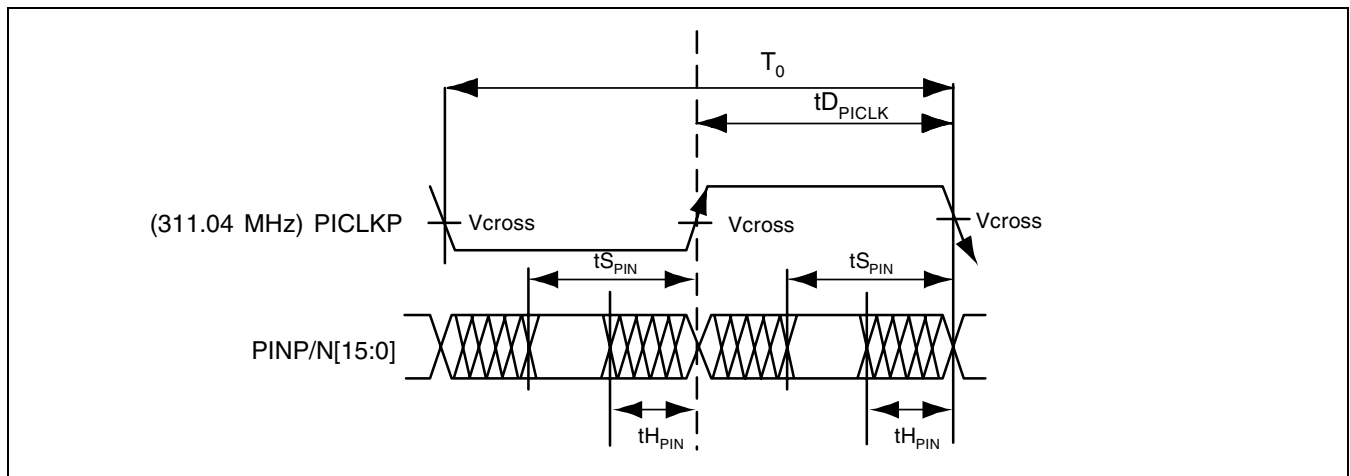 T0
tDPICLK
(311.04 MHz) PICLKP
Vcross
Vcross
Vcross
tSPIN
tSPIN
PINP/N[15:0]
tHPIN
tHPIN